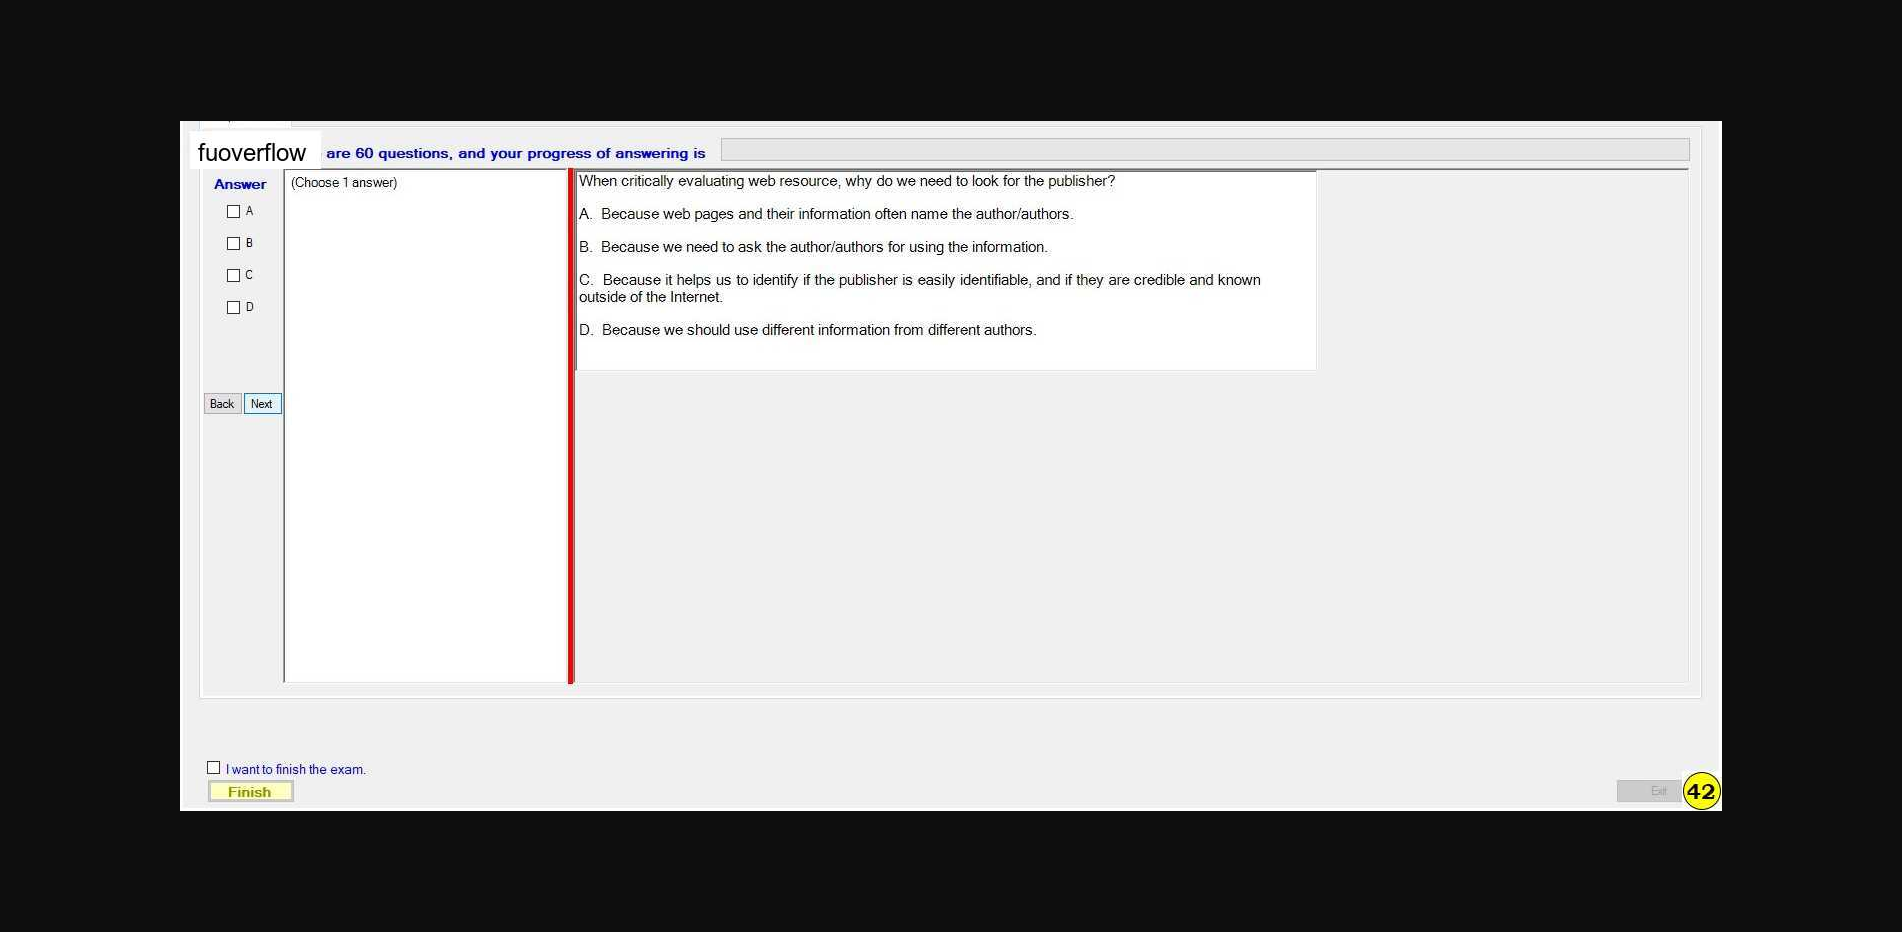 fuoverflow are 60 questions, and your progress of answering is
Answer
(Choose 1 answer)
A
B
C
D
Back Next
When critically evaluating web resource, why do we need to look for the publisher?
A. Because web pages and their information often name the author/authors.
B. Because we need to ask the author/authors for using the information.
C. Because it helps us to identify if the publisher is easily identifiable, and if they are credible and known
outside of the Internet.
D. Because we should use different information from different authors.
I want to finish the exam.
Finish
Exit
42